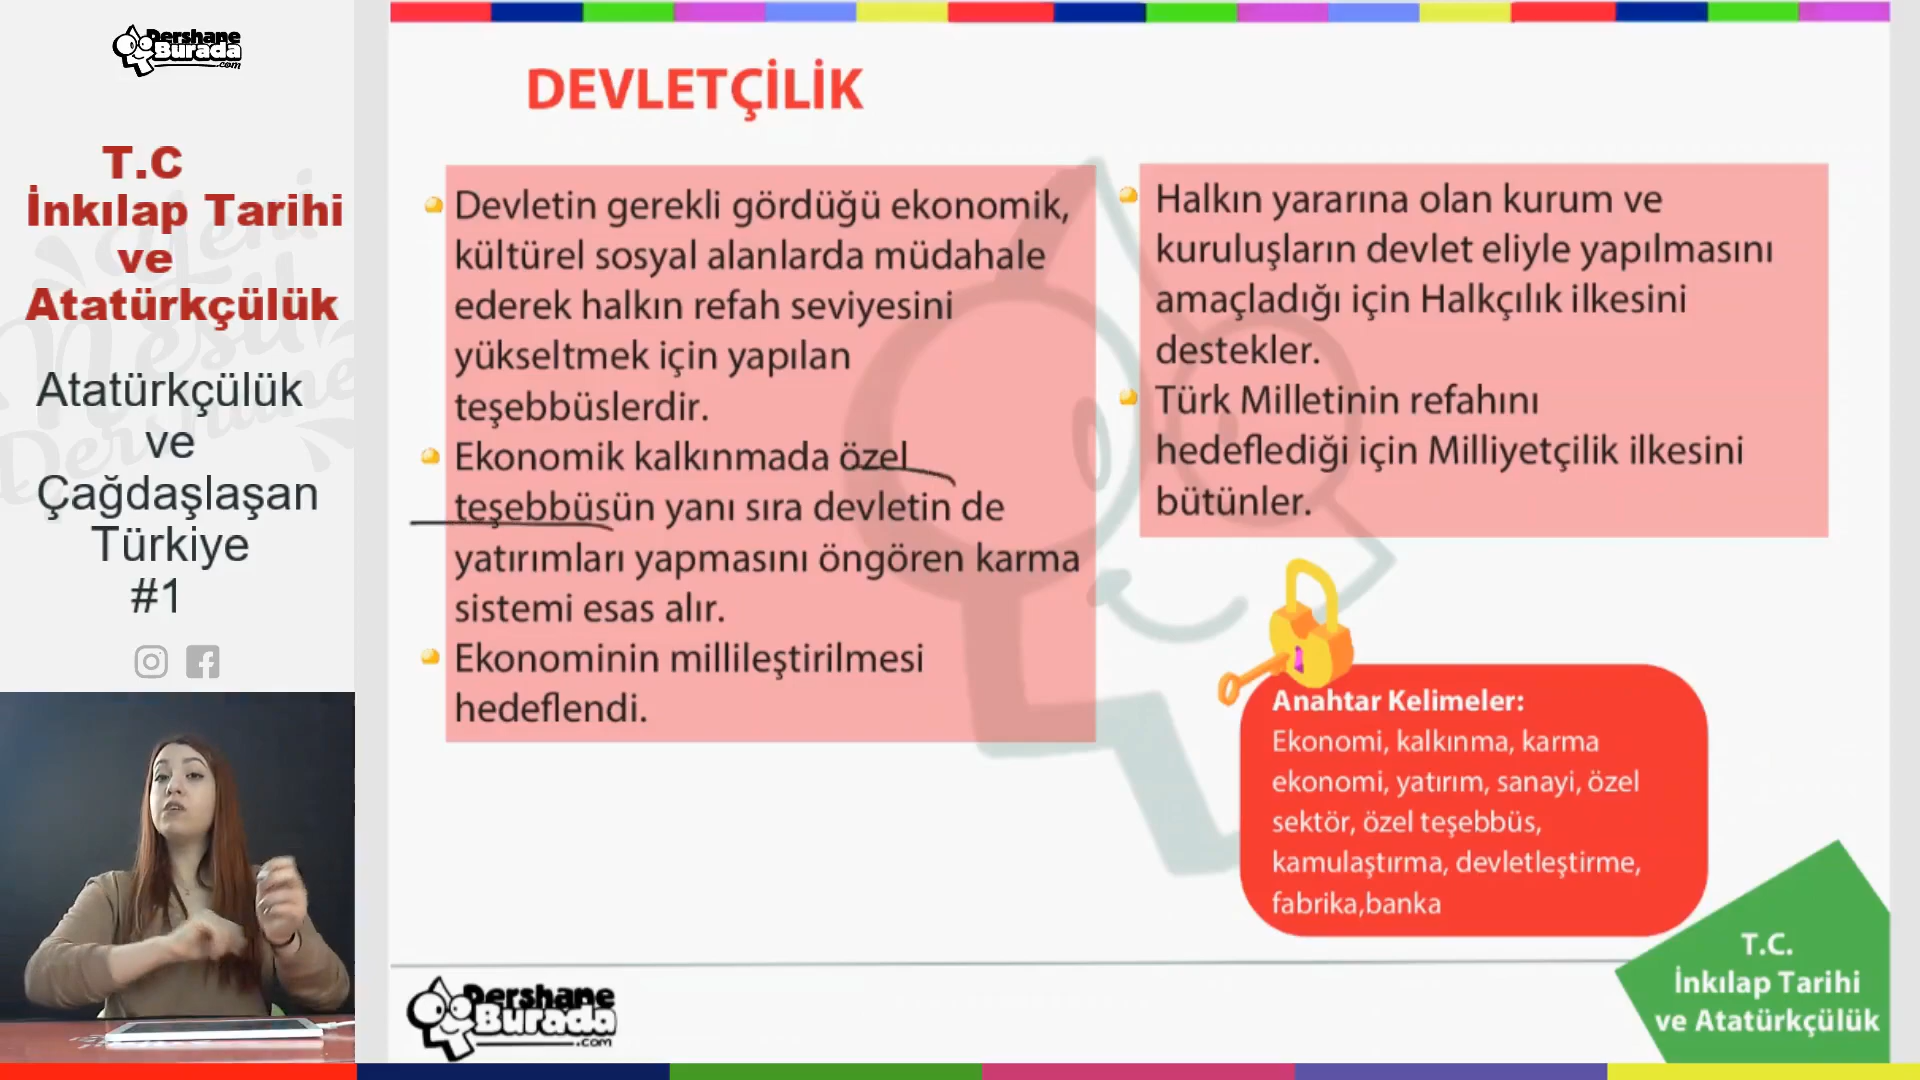 Dershane
Burada
.com
T.C
İnkılap Tarihi
ve
Atatürkçülük
Atatürkçülük
ve
Çağdaşlaşan
Türkiye
#1
DEVLETÇİLİK
Devletin gerekli gördüğü ekonomik,
kültürel sosyal alanlarda müdahale
ederek halkın refah seviyesini
yükseltmek için yapılan
teşebbüslerdir.
Ekonomik kalkınmada özel
teşebbüsün yanı sıra devletin de
yatırımları yapmasını öngören karma
sistemi esas alır.
Ekonominin millileştirilmesi
hedeflendi.
Halkın yararına olan kurum ve
kuruluşların devlet eliyle yapılmasını
amaçladığı için Halkçılık ilkesini
destekler.
Türk Milletinin refahını
hedeflediği için Milliyetçilik ilkesini
bütünler.
Anahtar Kelimeler:
Ekonomi, kalkınma, karma
ekonomi, yatırım, sanayi, özel
sektör, özel teşebbüs,
kamulaştırma, devletleştirme,
fabrika,banka
Dershane
Burada
.com
T.C.
İnkılap Tarihi
ve Atatürkçülük
Yeni
Nesil
Dershane